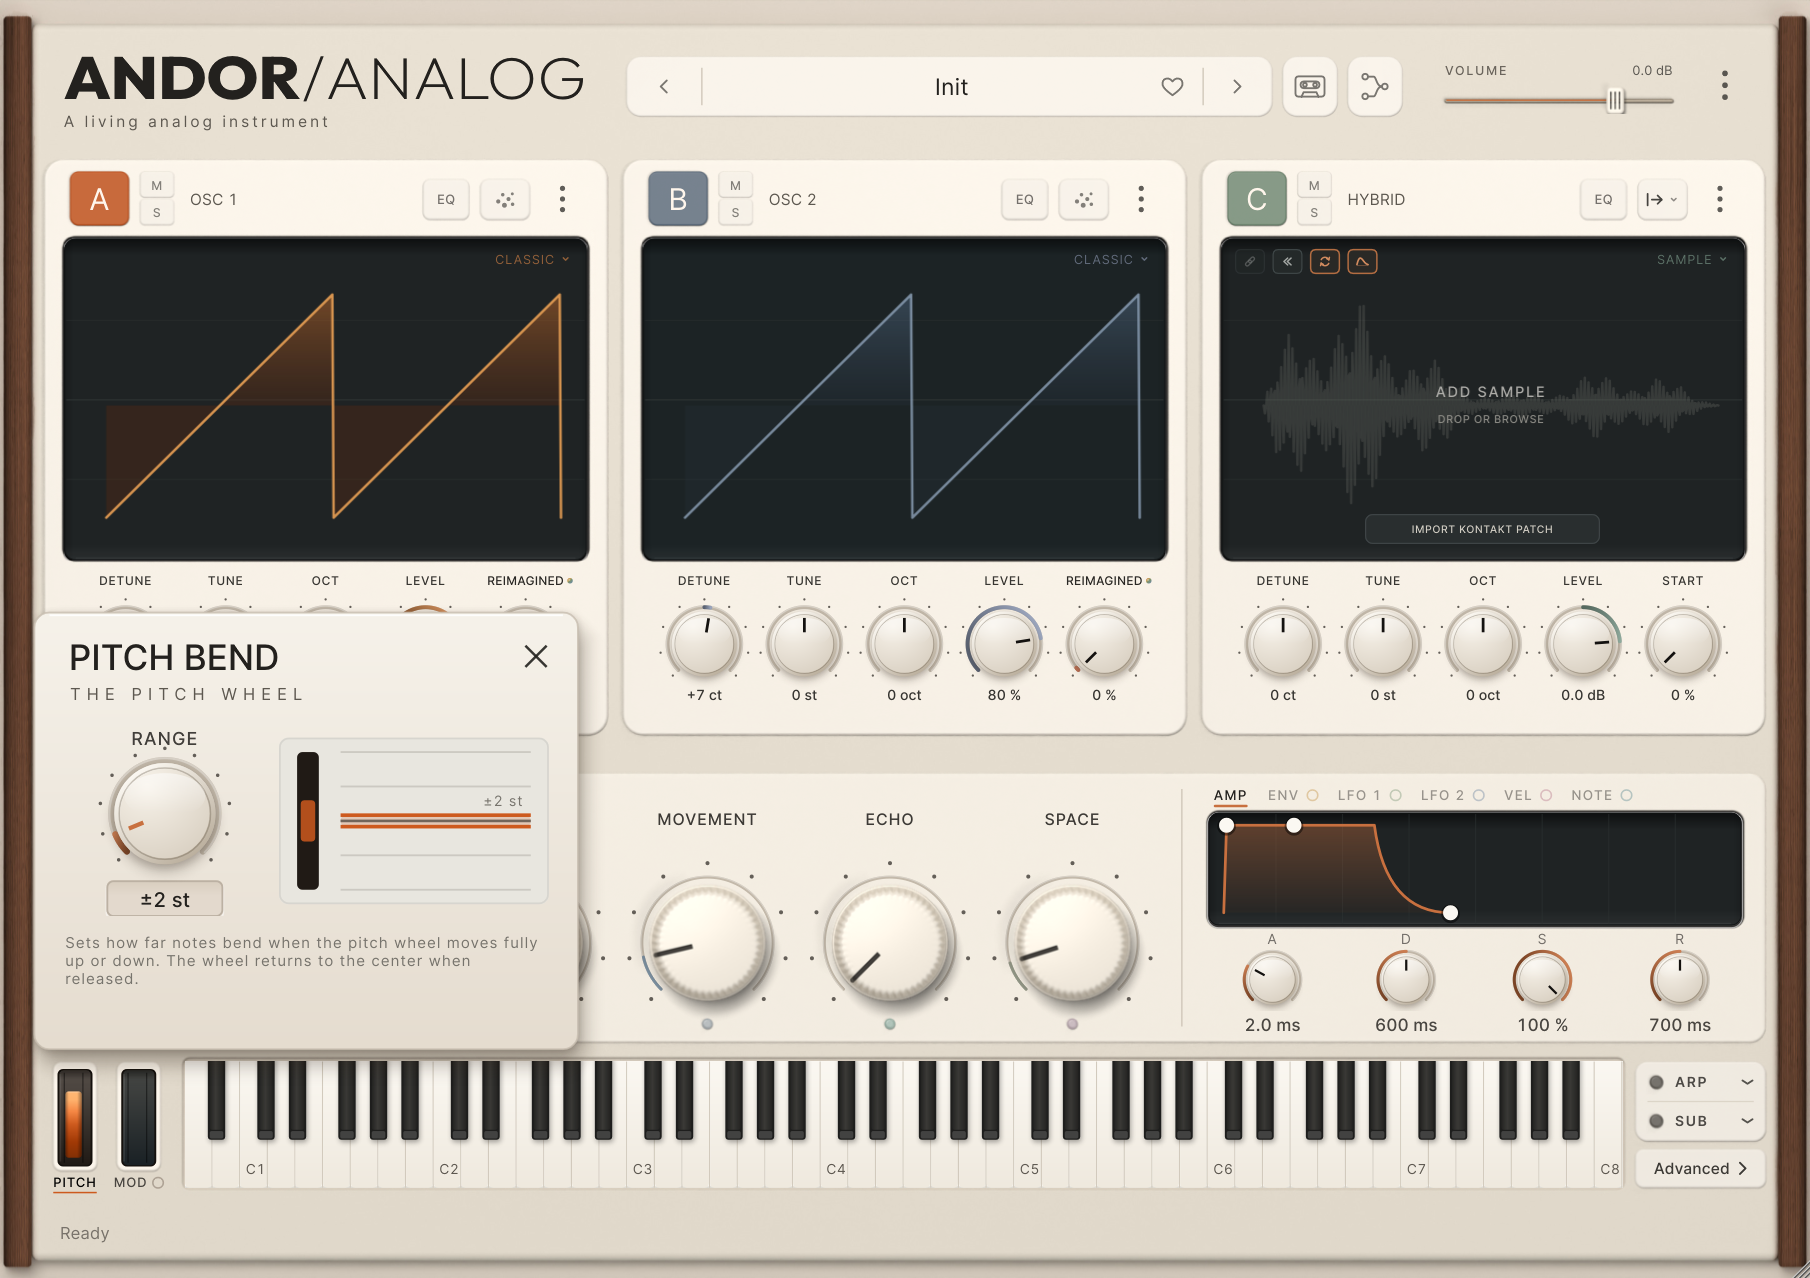 ANDOR/ANALOG
A living analog instrument
Init
VOLUME 0.0 dB
A M S OSC 1 EQ
CLASSIC
DETUNE TUNE OCT LEVEL REIMAGINED
B M S OSC 2 EQ
CLASSIC
DETUNE TUNE OCT LEVEL REIMAGINED
+7 ct 0 st 0 oct 80 % 0 %
C M S HYBRID EQ
SAMPLE
ADD SAMPLE
DROP OR BROWSE
IMPORT KONTAKT PATCH
DETUNE TUNE OCT LEVEL START
0 ct 0 st 0 oct 0.0 dB 0 %
PITCH BEND
THE PITCH WHEEL
RANGE
±2 st
±2 st
Sets how far notes bend when the pitch wheel moves fully
up or down. The wheel returns to the center when
released.
MOVEMENT ECHO SPACE
AMP ENV LFO 1 LFO 2 VEL NOTE
A D S R
2.0 ms 600 ms 100 % 700 ms
PITCH MOD
C1 C2 C3 C4 C5 C6 C7 C8
ARP
SUB
Advanced
Ready